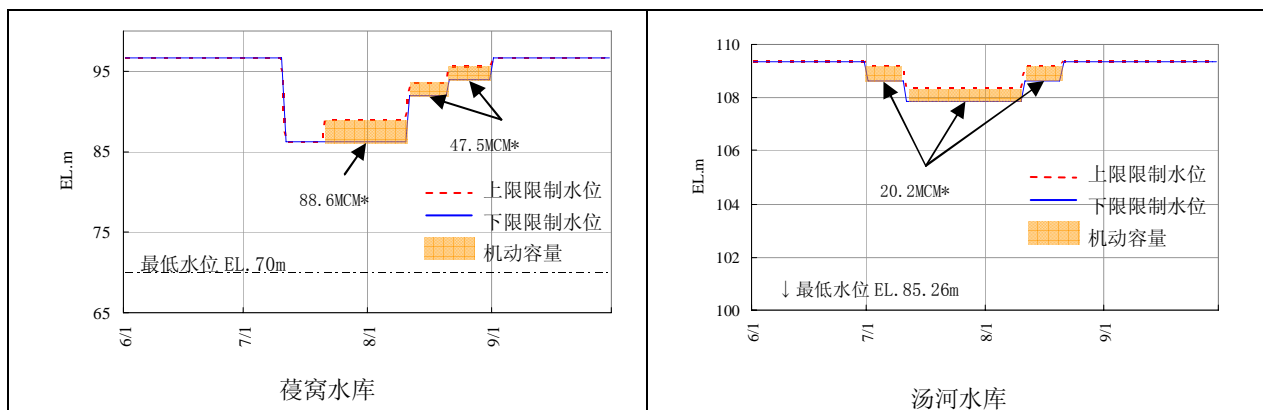 95
85
75
65
EL.m
47.5MCM*
88.6MCM*
上限限制水位
下限限制水位
机动容量
最低水位 EL.70m
6/1
7/1
8/1
9/1
葠窝水库
110
108
106
104
102
100
EL.m
20.2MCM*
上限限制水位
下限限制水位
机动容量
↓最低水位 EL.85.26m
6/1
7/1
8/1
9/1
汤河水库